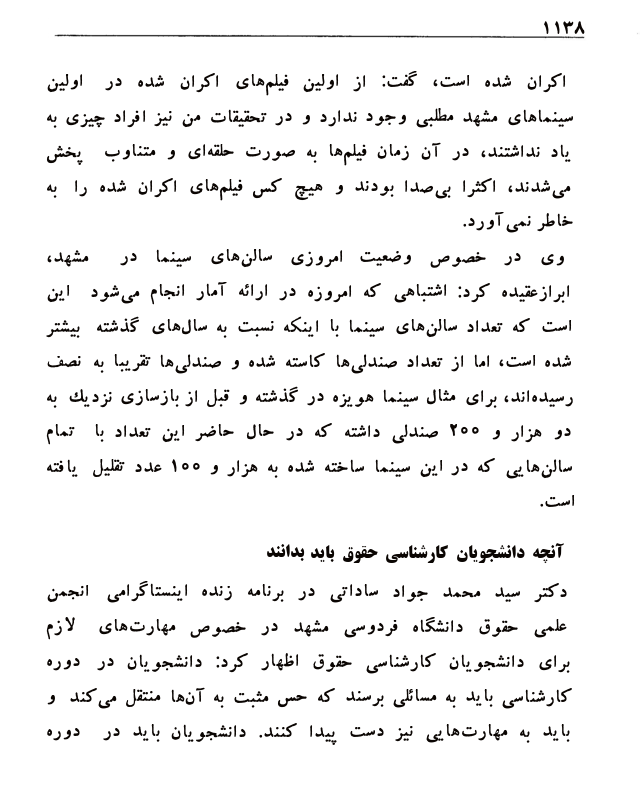 ۱۱۳۸
اکران شده است، گفت: از اولین فیلم‌های اکران شده در اولین
سینماهای مشهد مطلبی وجود ندارد و در تحقیقات من نیز افراد چیزی به
یاد نداشتند، در آن زمان فیلم‌ها به صورت حلقه‌ای و متناوب پخش
می‌شدند، اکثرا بی‌صدا بودند و هیچ کس فیلم‌های اکران شده را به
خاطر نمی‌آورد.
وی در خصوص وضعیت امروزی سالن‌های سینما در مشهد،
ابرازعقیده کرد: اشتباهی که امروزه در ارائه آمار انجام می‌شود این
است که تعداد سالن‌های سینما با اینکه نسبت به سال‌های گذشته بیشتر
شده است، اما از تعداد صندلی‌ها کاسته شده و صندلی‌ها تقریبا به نصف
رسیده‌اند، برای مثال سینما هویزه در گذشته و قبل از بازسازی نزدیك به
دو هزار و ۲۰۰ صندلی داشته که در حال حاضر این تعداد با تمام
سالن‌هایی که در این سینما ساخته شده به هزار و ۱۰۰ عدد تقلیل یافته
است.
آنچه دانشجویان کارشناسی حقوق باید بدانند
دکتر سید محمد جواد ساداتی در برنامه زنده اینستاگرامی انجمن
علمی حقوق دانشگاه فردوسی مشهد در خصوص مهارت‌های لازم
برای دانشجویان کارشناسی حقوق اظهار کرد: دانشجویان در دوره
کارشناسی باید به مسائلی برسند که حس مثبت به آن‌ها منتقل می‌کند و
باید به مهارت‌هایی نیز دست پیدا کنند. دانشجویان باید در دوره